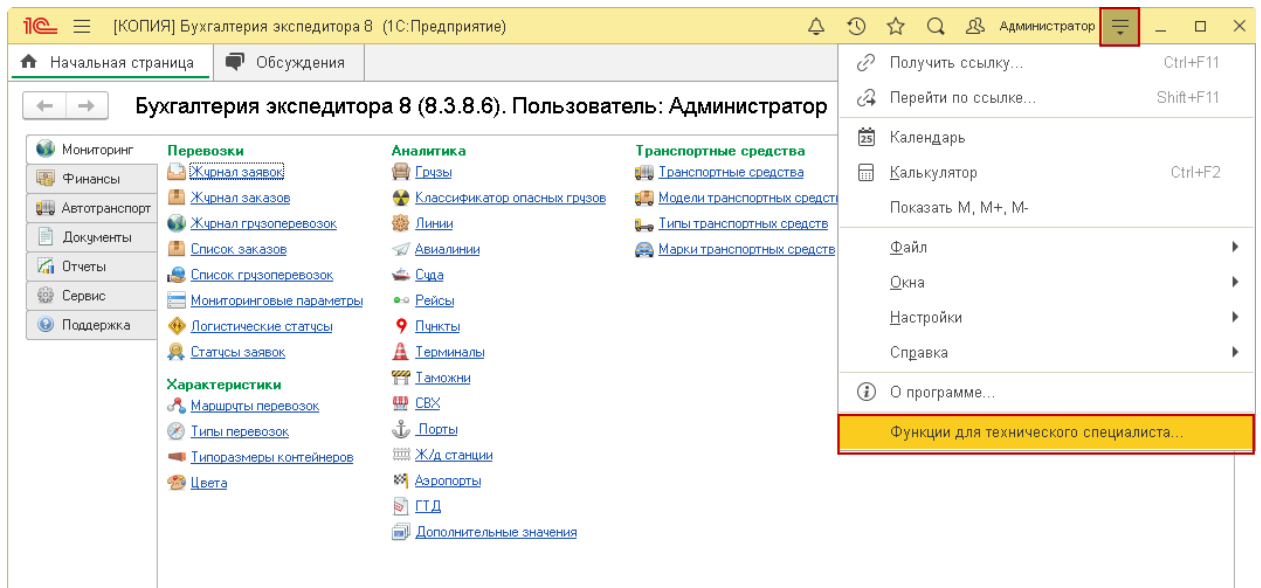 1С [КОПИЯ] Бухгалтерия экспедитора 8 (1С:Предприятие) Администратор
Начальная страница Обсуждения
Бухгалтерия экспедитора 8 (8.3.8.6). Пользователь: Администратор
Мониторинг
Финансы
Автотранспорт
Документы
Отчеты
Сервис
Поддержка
Перевозки
Журнал заявок
Журнал заказов
Журнал грузоперевозок
Список заказов
Список грузоперевозок
Мониторинговые параметры
Логистические статусы
Статусы заявок
Характеристики
Маршруты перевозок
Типы перевозок
Типоразмеры контейнеров
Цвета
Аналитика
Грузы
Классификатор опасных грузов
Линии
Авиалинии
Суда
Рейсы
Пункты
Терминалы
Таможни
СВХ
Порты
Ж/д станции
Аэропорты
ГТД
Дополнительные значения
Транспортные средства
Транспортные средства
Модели транспортных средств
Типы транспортных средств
Марки транспортных средств
Получить ссылку... Ctrl+F11
Перейти по ссылке... Shift+F11
25 Календарь
Калькулятор Ctrl+F2
Показать M, M+, M-
Файл
Окна
Настройки
Справка
О программе...
Функции для технического специалиста...